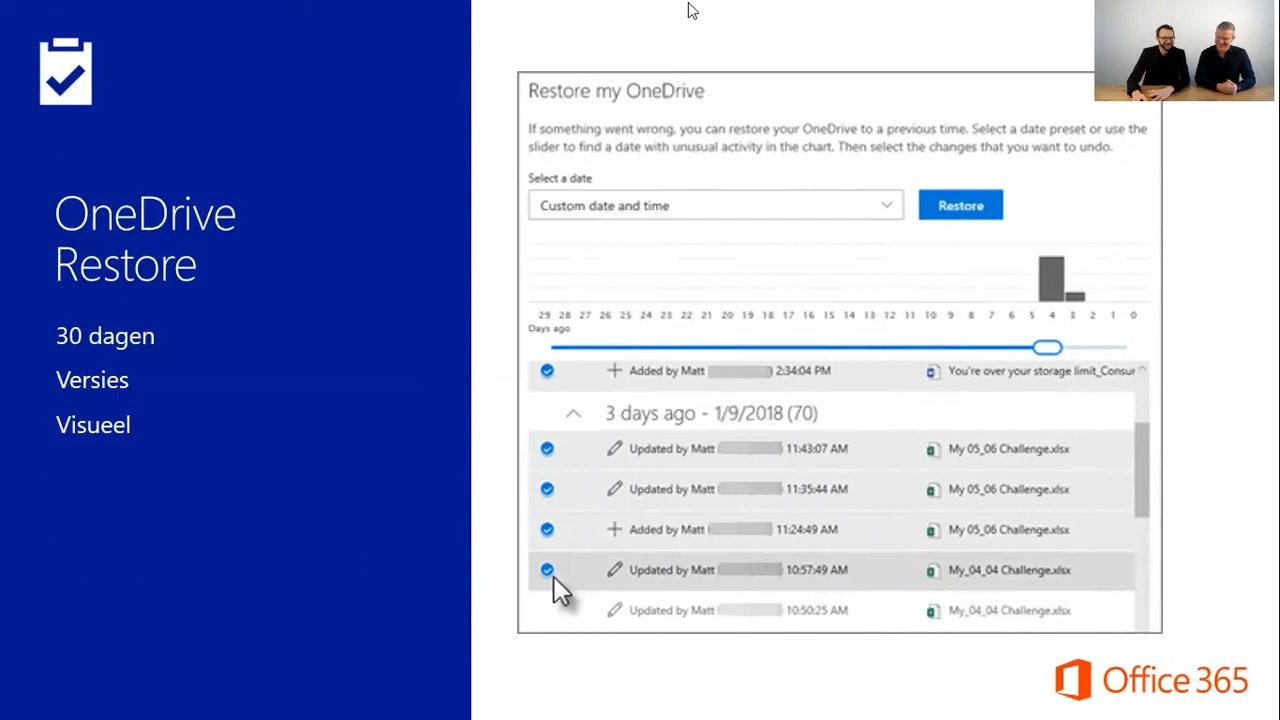 OneDrive
Restore
30 dagen
Versies
Visueel
Restore my OneDrive
If something went wrong, you can restore your OneDrive to a previous time. Select a date preset or use the
slider to find a date with unusual activity in the chart. Then select the changes that you want to undo.
Select a date
Custom date and time
Restore
29 28 27 26 25 24 23 22 21 20 19 18 17 16 15 14 13 12 11 10 9 8 7 6 5 4 3 2 1 0
Days ago
Added by Matt 2:34:04 PM You're over your storage limit_Consur
3 days ago - 1/9/2018 (70)
Updated by Matt 11:43:07 AM My 05_06 Challenge.xlsx
Updated by Matt 11:35:44 AM My 05_06 Challenge.xlsx
Added by Matt 11:24:49 AM My 05_06 Challenge.xlsx
Updated by Matt 10:57:49 AM My_04_04 Challenge.xlsx
Updated by Matt 10:50:25 AM My_04_04 Challenge.xlsx
Office 365